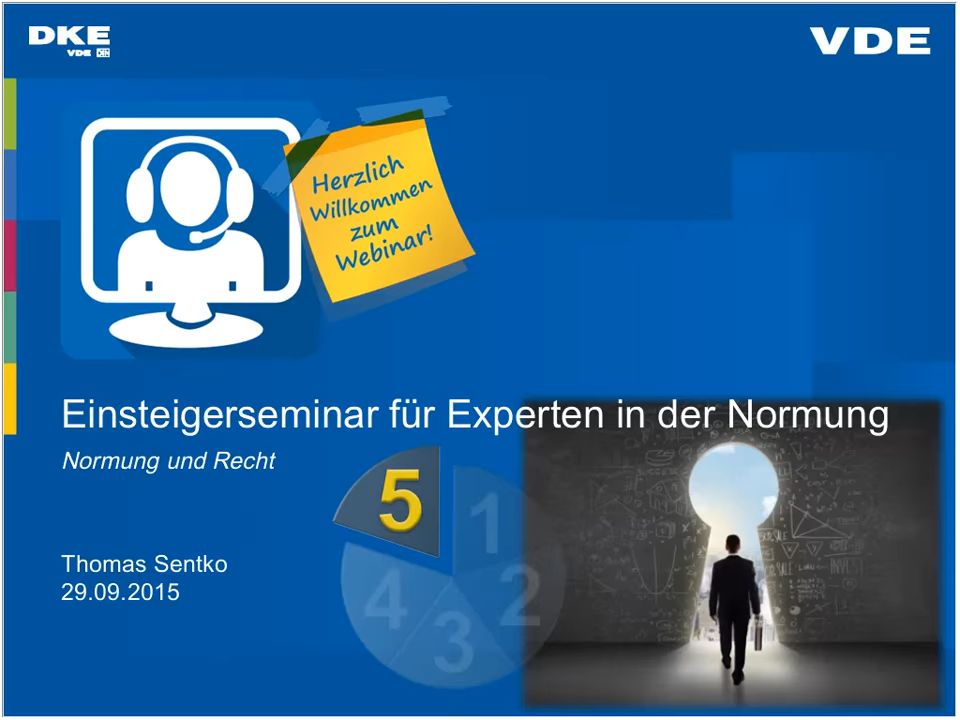 DKE
VDE DIN
VDE
Herzlich
Willkommen
zum
Webinar!
Einsteigerseminar für Experten in der Normung
Normung und Recht
5
1
2
3
4
Thomas Sentko
29.09.2015